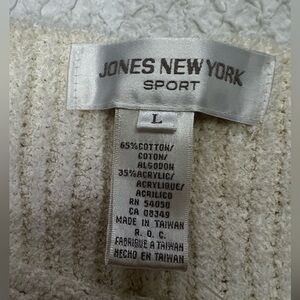 JONES NEW YORK
SPORT
L
65%COTTON/
COTON/
ALGODON
35%ACRYLIC/
ACRYLIQUE/
ACRILICO
RN 54050
CA 08349
MADE IN TAIWAN
R. O. C.
FABRIQUÉ A TAIWAN
HECHO EN TAIWAN